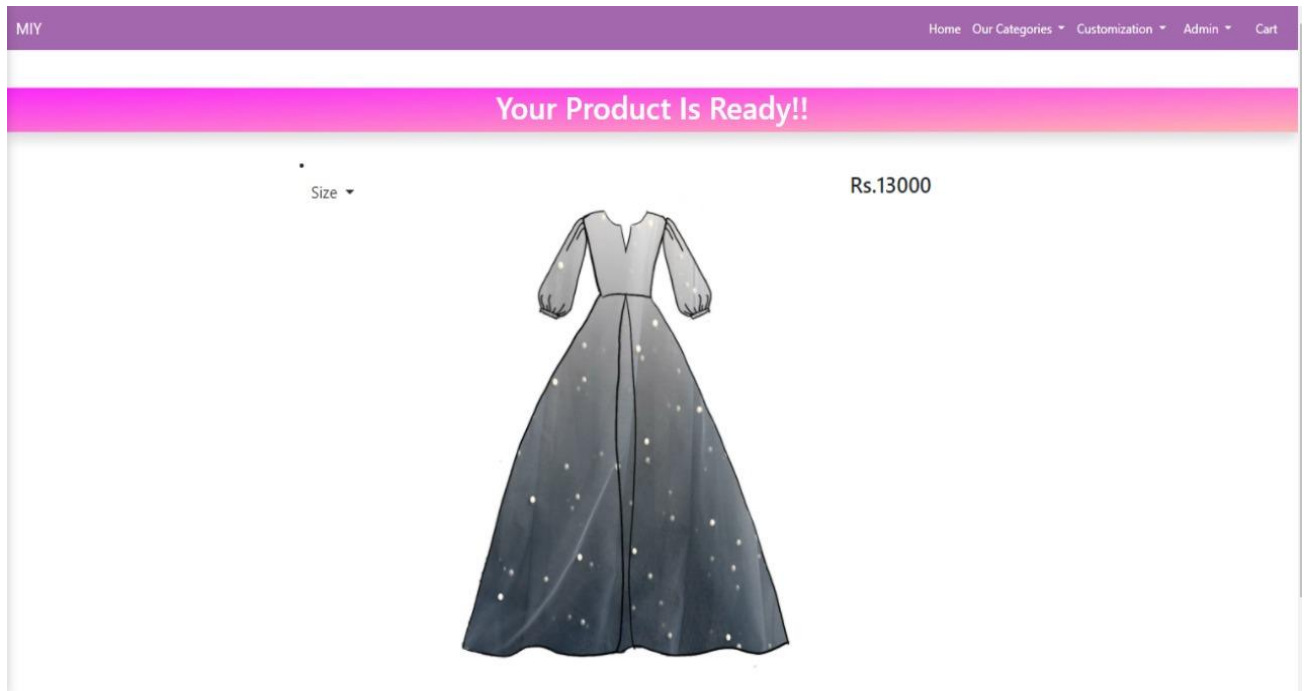 MIY Home Our Categories Customization Admin Cart
Your Product Is Ready!!
Size Rs.13000